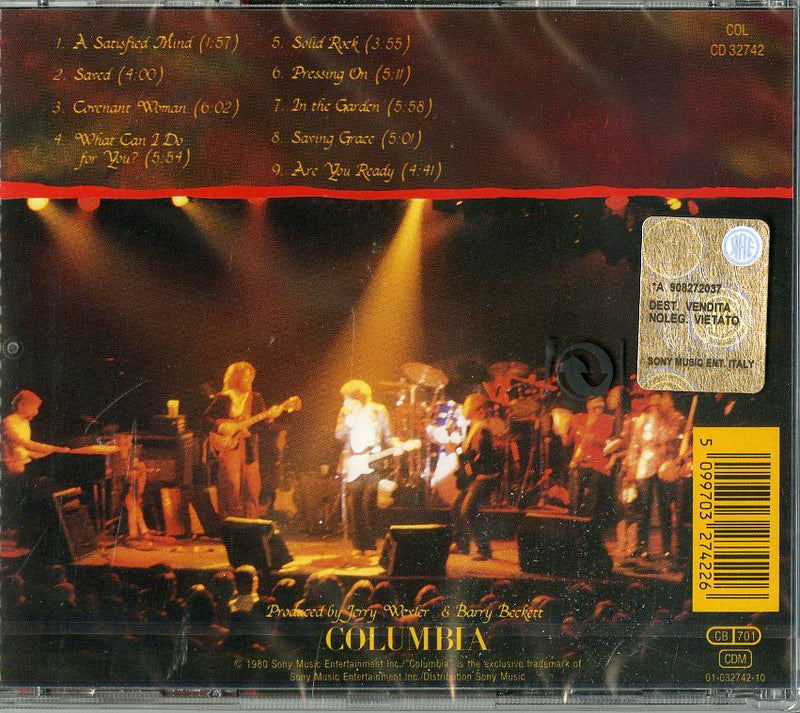 1. A Satisfied Mind (1:57)
2. Saved (4:00)
3. Covenant Woman (6:02)
4. What Can I Do
for You? (5:54)
5. Solid Rock (3:55)
6. Pressing On (5:11)
7. In the Garden (5:58)
8. Saving Grace (5:01)
9. Are You Ready (4:41)
COL
CD 32742
*A 908272037
DEST. VENDITA
NOLEG. VIETATO
SONY MUSIC ENT. ITALY
5 099703 274226
Produced by Jerry Wexler & Barry Beckett
COLUMBIA
© 1980 Sony Music Entertainment Inc./"Columbia" is the exclusive trademark of
Sony Music Entertainment Inc./Distribution Sony Music
CB 701
CDM
01-032742-10